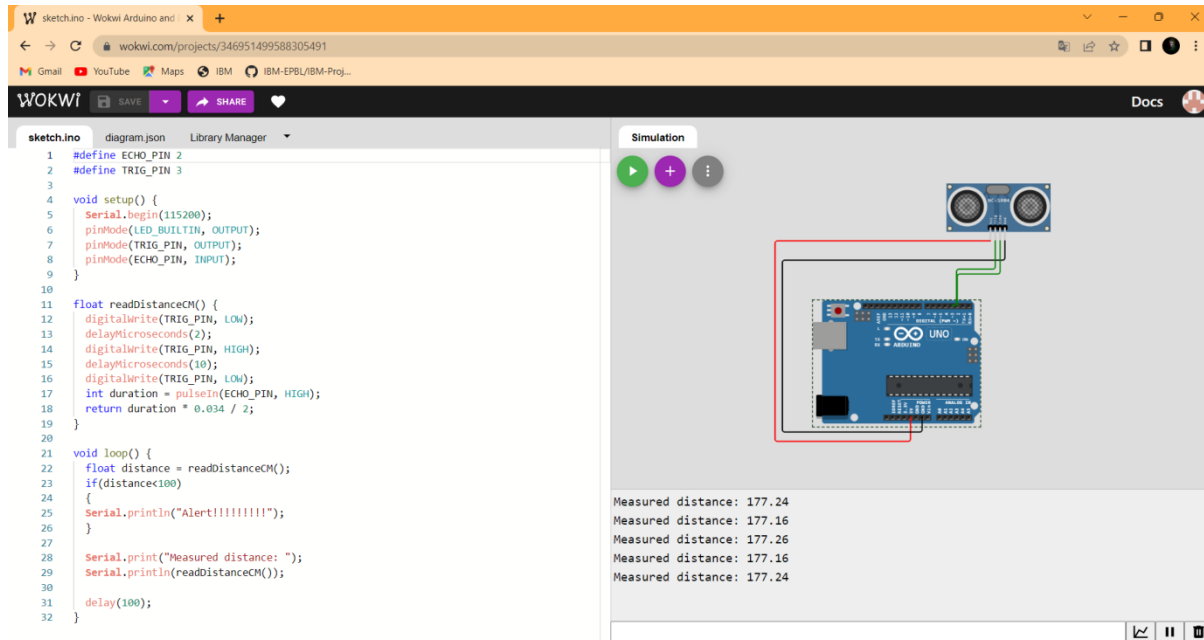 sketch.ino - Wokwi Arduino and
wokwi.com/projects/346951499588305491
Gmail YouTube Maps IBM IBM-EPBL/IBM-Proj...
WOKWi SAVE SHARE Docs
sketch.ino diagram.json Library Manager
1 #define ECHO_PIN 2
2 #define TRIG_PIN 3
3
4 void setup() {
5 Serial.begin(115200);
6 pinMode(LED_BUILTIN, OUTPUT);
7 pinMode(TRIG_PIN, OUTPUT);
8 pinMode(ECHO_PIN, INPUT);
9 }
10
11 float readDistanceCM() {
12 digitalWrite(TRIG_PIN, LOW);
13 delayMicroseconds(2);
14 digitalWrite(TRIG_PIN, HIGH);
15 delayMicroseconds(10);
16 digitalWrite(TRIG_PIN, LOW);
17 int duration = pulseIn(ECHO_PIN, HIGH);
18 return duration * 0.034 / 2;
19 }
20
21 void loop() {
22 float distance = readDistanceCM();
23 if(distance<100)
24 {
25 Serial.println("Alert!!!!!!!!!");
26 }
27
28 Serial.print("Measured distance: ");
29 Serial.println(readDistanceCM());
30
31 delay(100);
32 }
Simulation
HC-SR04
DIGITAL (PWM ~)
UNO
ARDUINO
POWER
ANALOG IN
Measured distance: 177.24
Measured distance: 177.16
Measured distance: 177.26
Measured distance: 177.16
Measured distance: 177.24